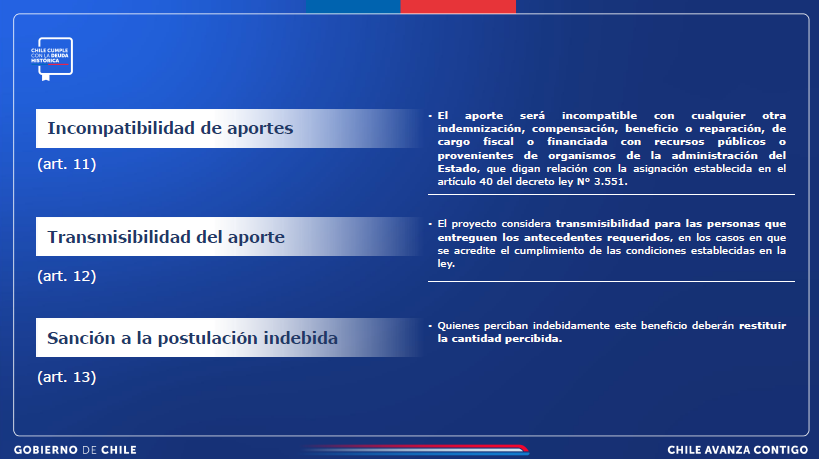 CHILE CUMPLE
CON LA DEUDA
HISTÓRICA
Incompatibilidad de aportes
(art. 11)
- El aporte será incompatible con cualquier otra
indemnización, compensación, beneficio o reparación, de
cargo fiscal o financiada con recursos públicos o
provenientes de organismos de la administración del
Estado, que digan relación con la asignación establecida en el
artículo 40 del decreto ley Nº 3.551.
Transmisibilidad del aporte
(art. 12)
- El proyecto considera transmisibilidad para las personas que
entreguen los antecedentes requeridos, en los casos en que
se acredite el cumplimiento de las condiciones establecidas en la
ley.
Sanción a la postulación indebida
(art. 13)
- Quienes perciban indebidamente este beneficio deberán restituir
la cantidad percibida.
GOBIERNO DE CHILE
CHILE AVANZA CONTIGO